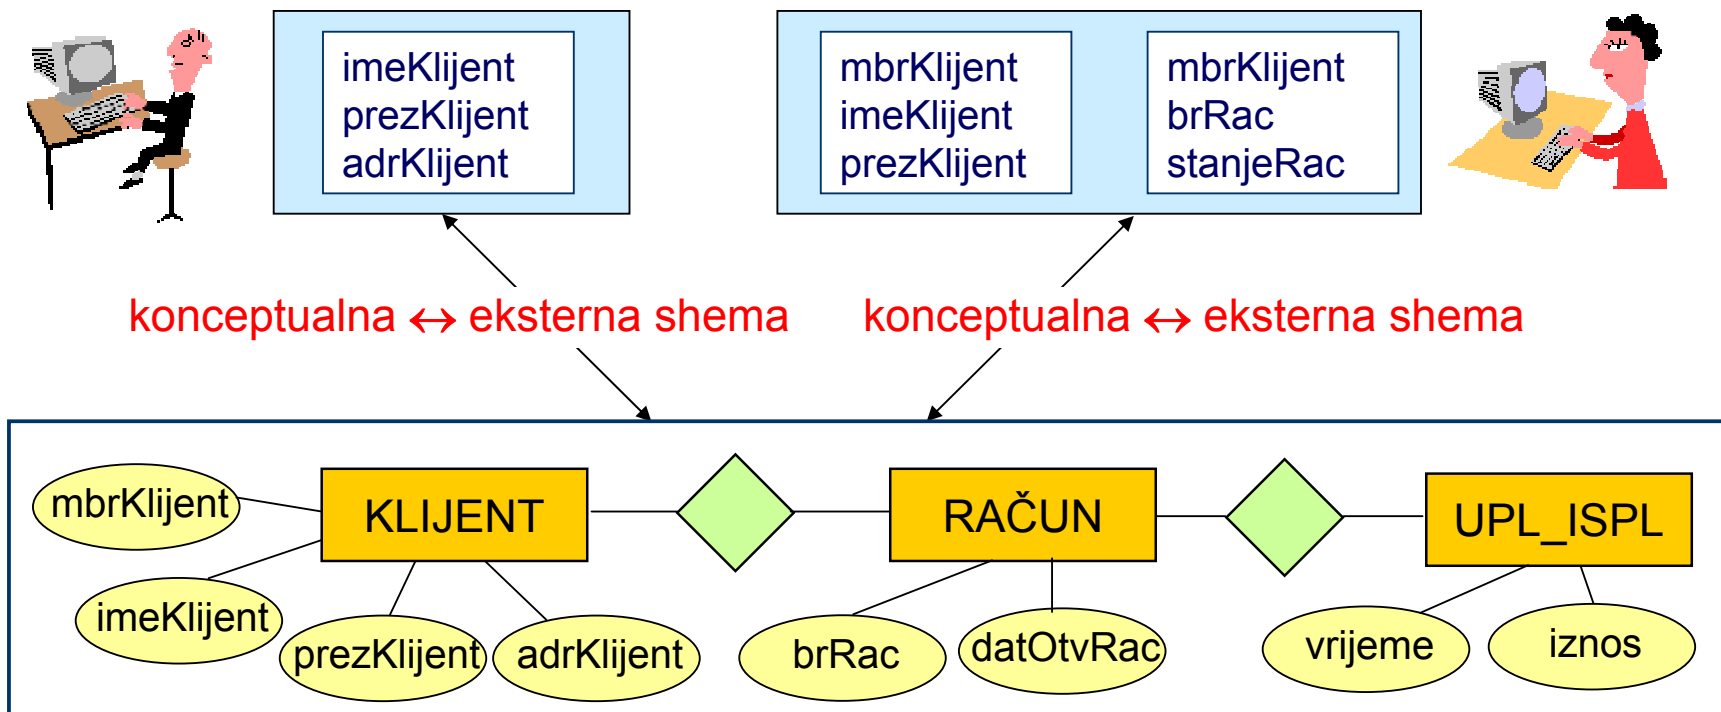 imeKlijent
prezKlijent
adrKlijent
mbrKlijent
imeKlijent
prezKlijent
mbrKlijent
brRac
stanjeRac
konceptualna ↔ eksterna shema
konceptualna ↔ eksterna shema
mbrKlijent
KLIJENT
RAČUN
UPL_ISPL
imeKlijent
prezKlijent
adrKlijent
brRac
datOtvRac
vrijeme
iznos